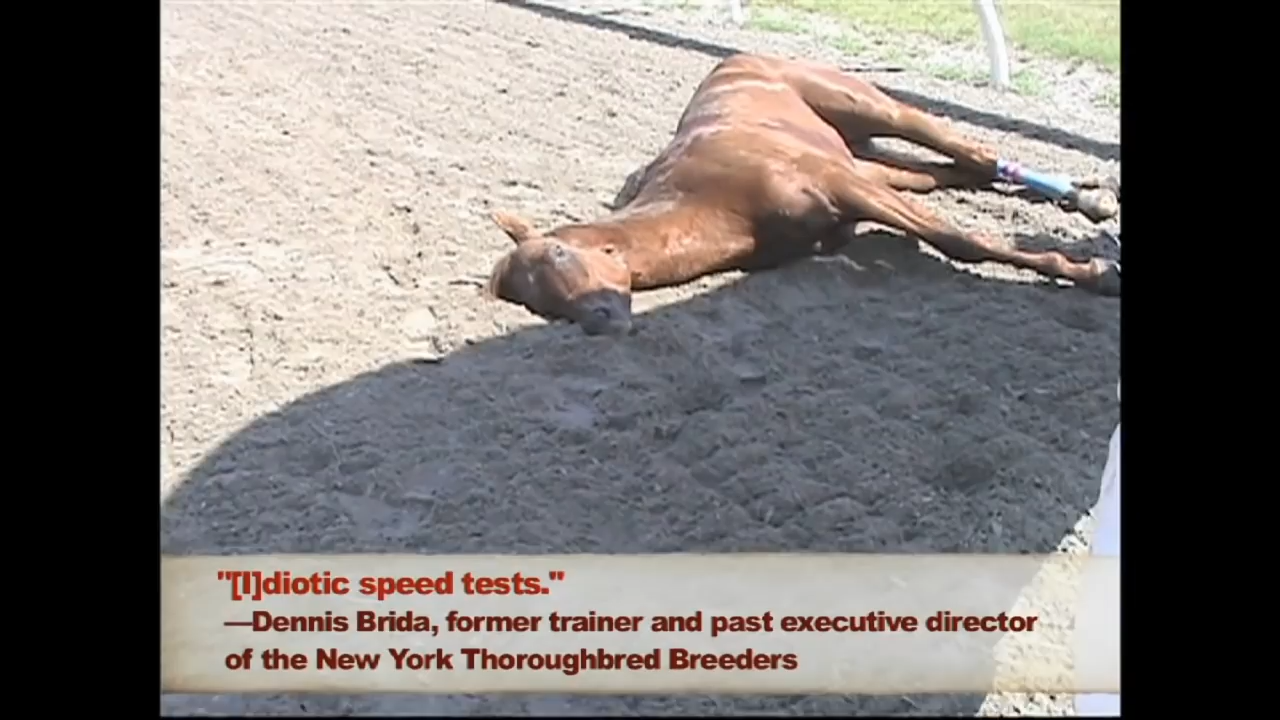 "[I]diotic speed tests."
—Dennis Brida, former trainer and past executive director
of the New York Thoroughbred Breeders